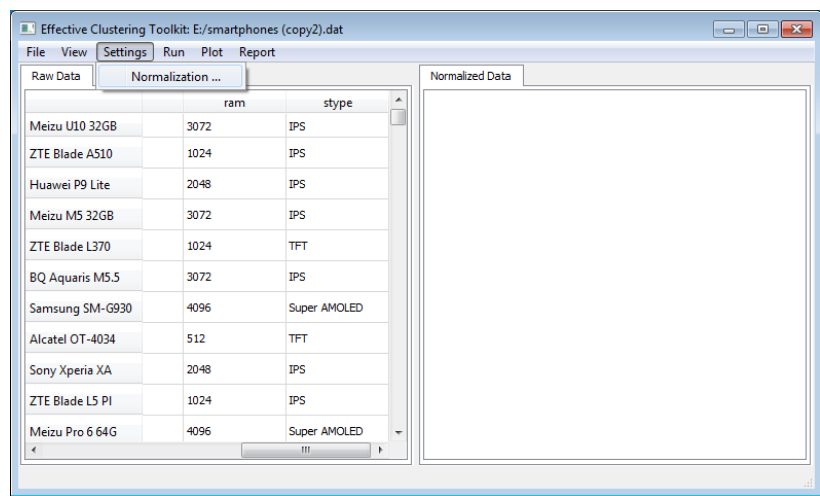 Effective Clustering Toolkit: E:/smartphones (copy2).dat
File View Settings Run Plot Report
Raw Data
Normalization ...
Normalized Data
ram stype
Meizu U10 32GB 3072 IPS
ZTE Blade A510 1024 IPS
Huawei P9 Lite 2048 IPS
Meizu M5 32GB 3072 IPS
ZTE Blade L370 1024 TFT
BQ Aquaris M5.5 3072 IPS
Samsung SM-G930 4096 Super AMOLED
Alcatel OT-4034 512 TFT
Sony Xperia XA 2048 IPS
ZTE Blade L5 PI 1024 IPS
Meizu Pro 6 64G 4096 Super AMOLED